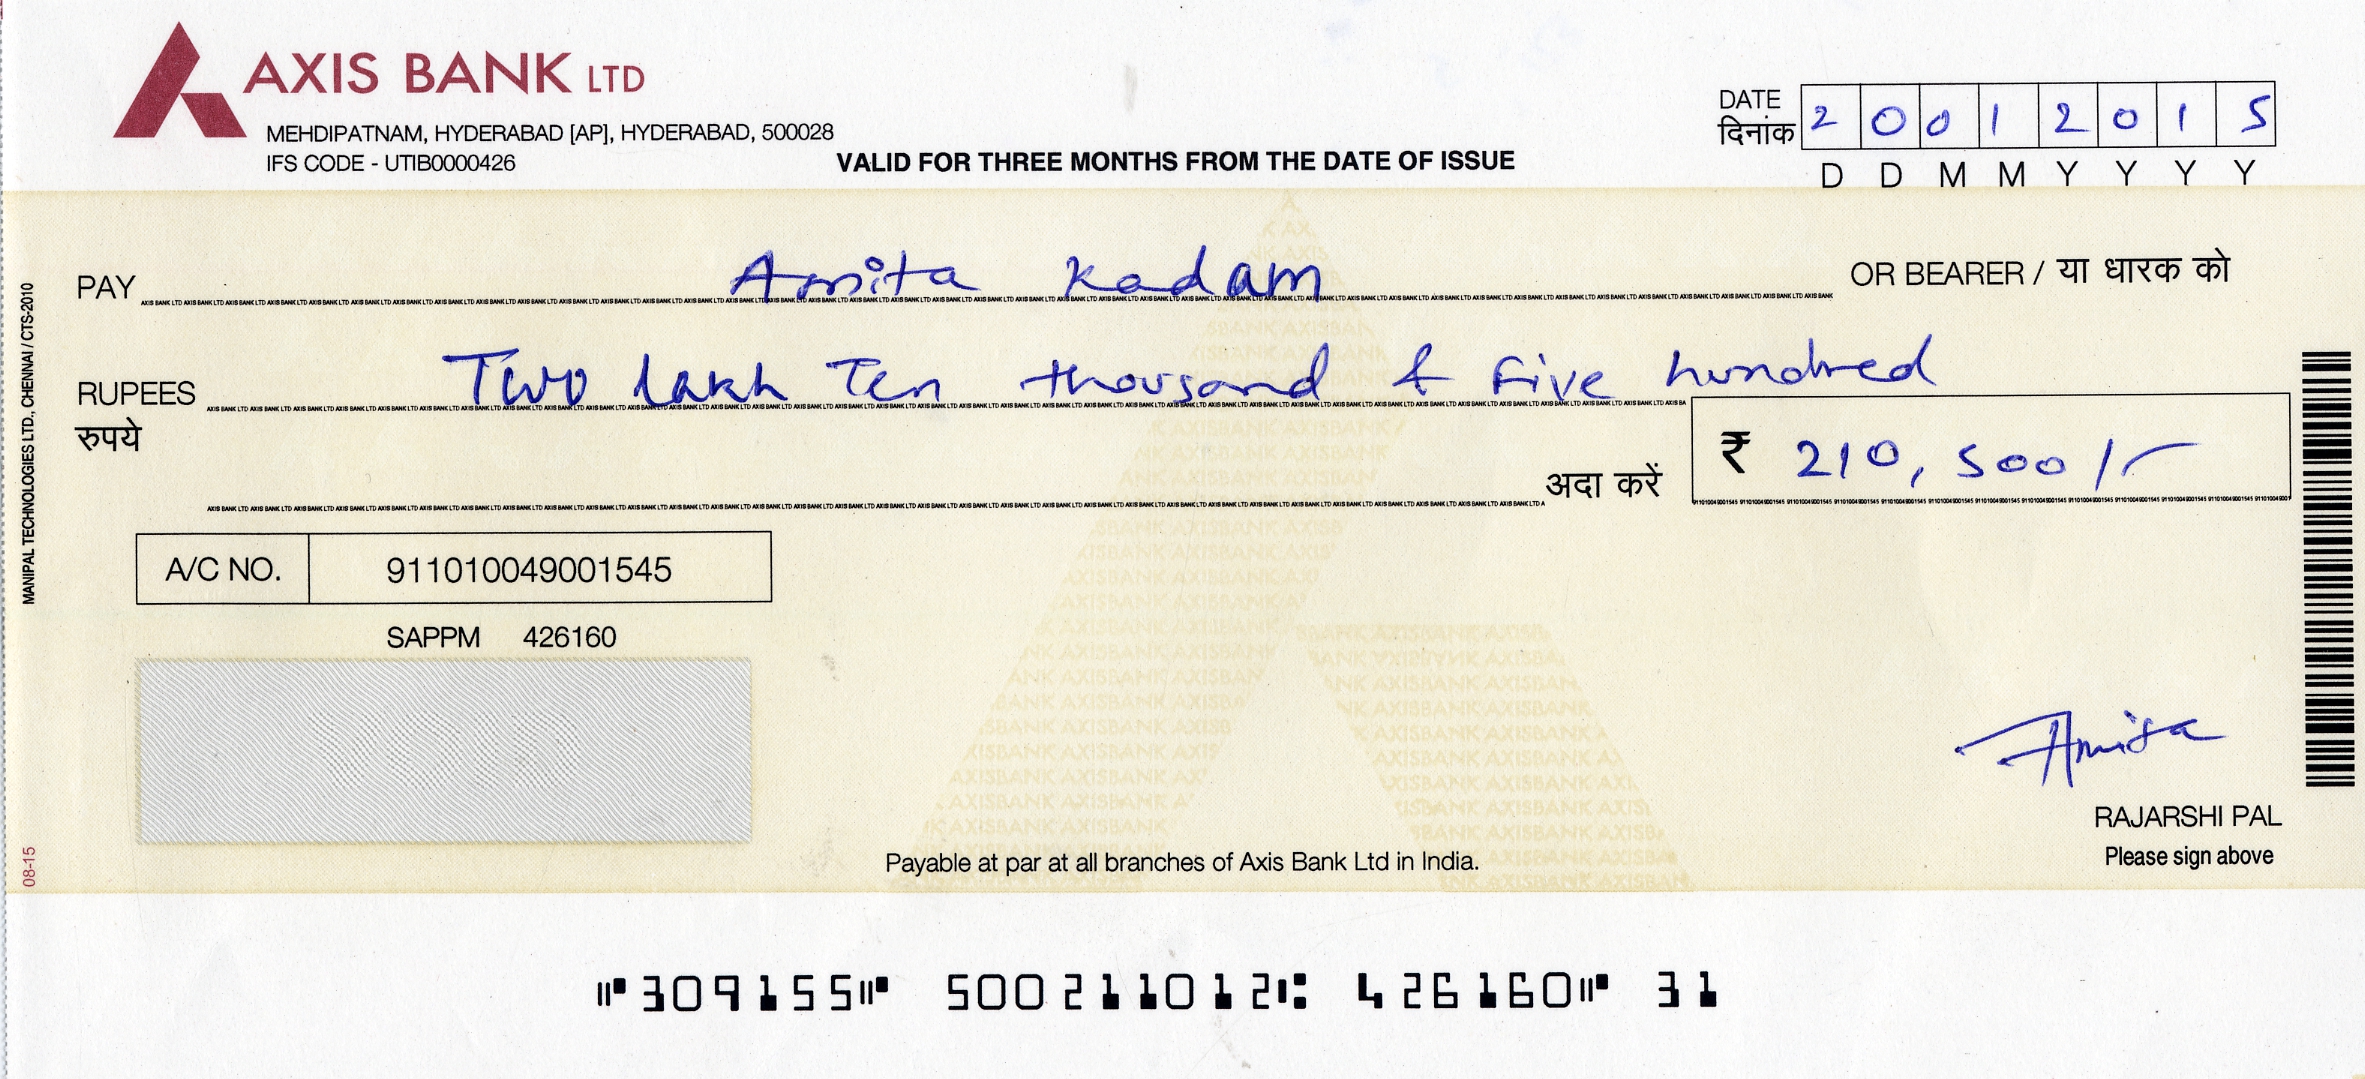 AXIS BANK LTD
MEHDIPATNAM, HYDERABAD [AP], HYDERABAD, 500028
IFS CODE - UTIB0000426
VALID FOR THREE MONTHS FROM THE DATE OF ISSUE
DATE
दिनांक
2 0 0 1 2 0 1 5
D D M M Y Y Y Y
PAY Amita Kadam OR BEARER / या धारक को
RUPEES Two lakh Ten thousand & Five hundred
रुपये
अदा करें ₹ 210,500/-
A/C NO. 911010049001545
SAPPM 426160
VOID
MANIPAL TECHNOLOGIES LTD., CHENNAI / CTS-2010
08-15
Amita
RAJARSHI PAL
Please sign above
Payable at par at all branches of Axis Bank Ltd in India.
⑈309155⑈ 500211012⑆ 426160⑈ 31